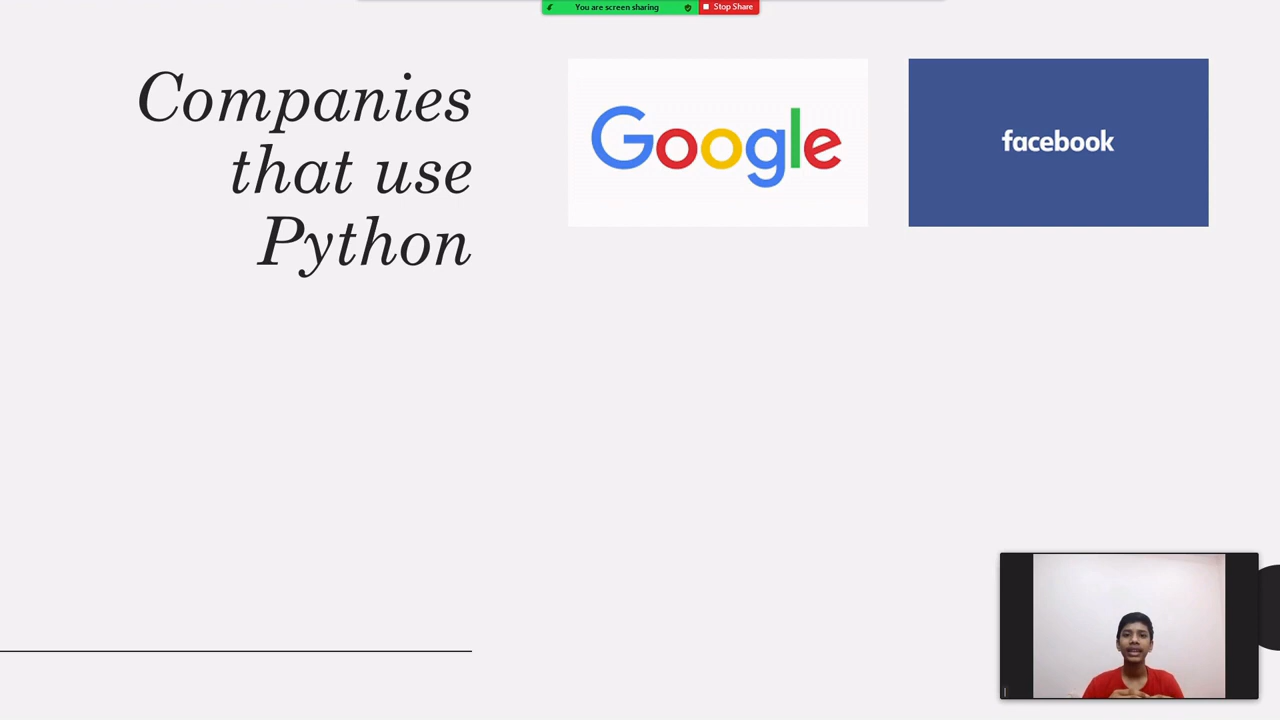 You are screen sharing
Stop Share
Companies
that use
Python
Google
facebook